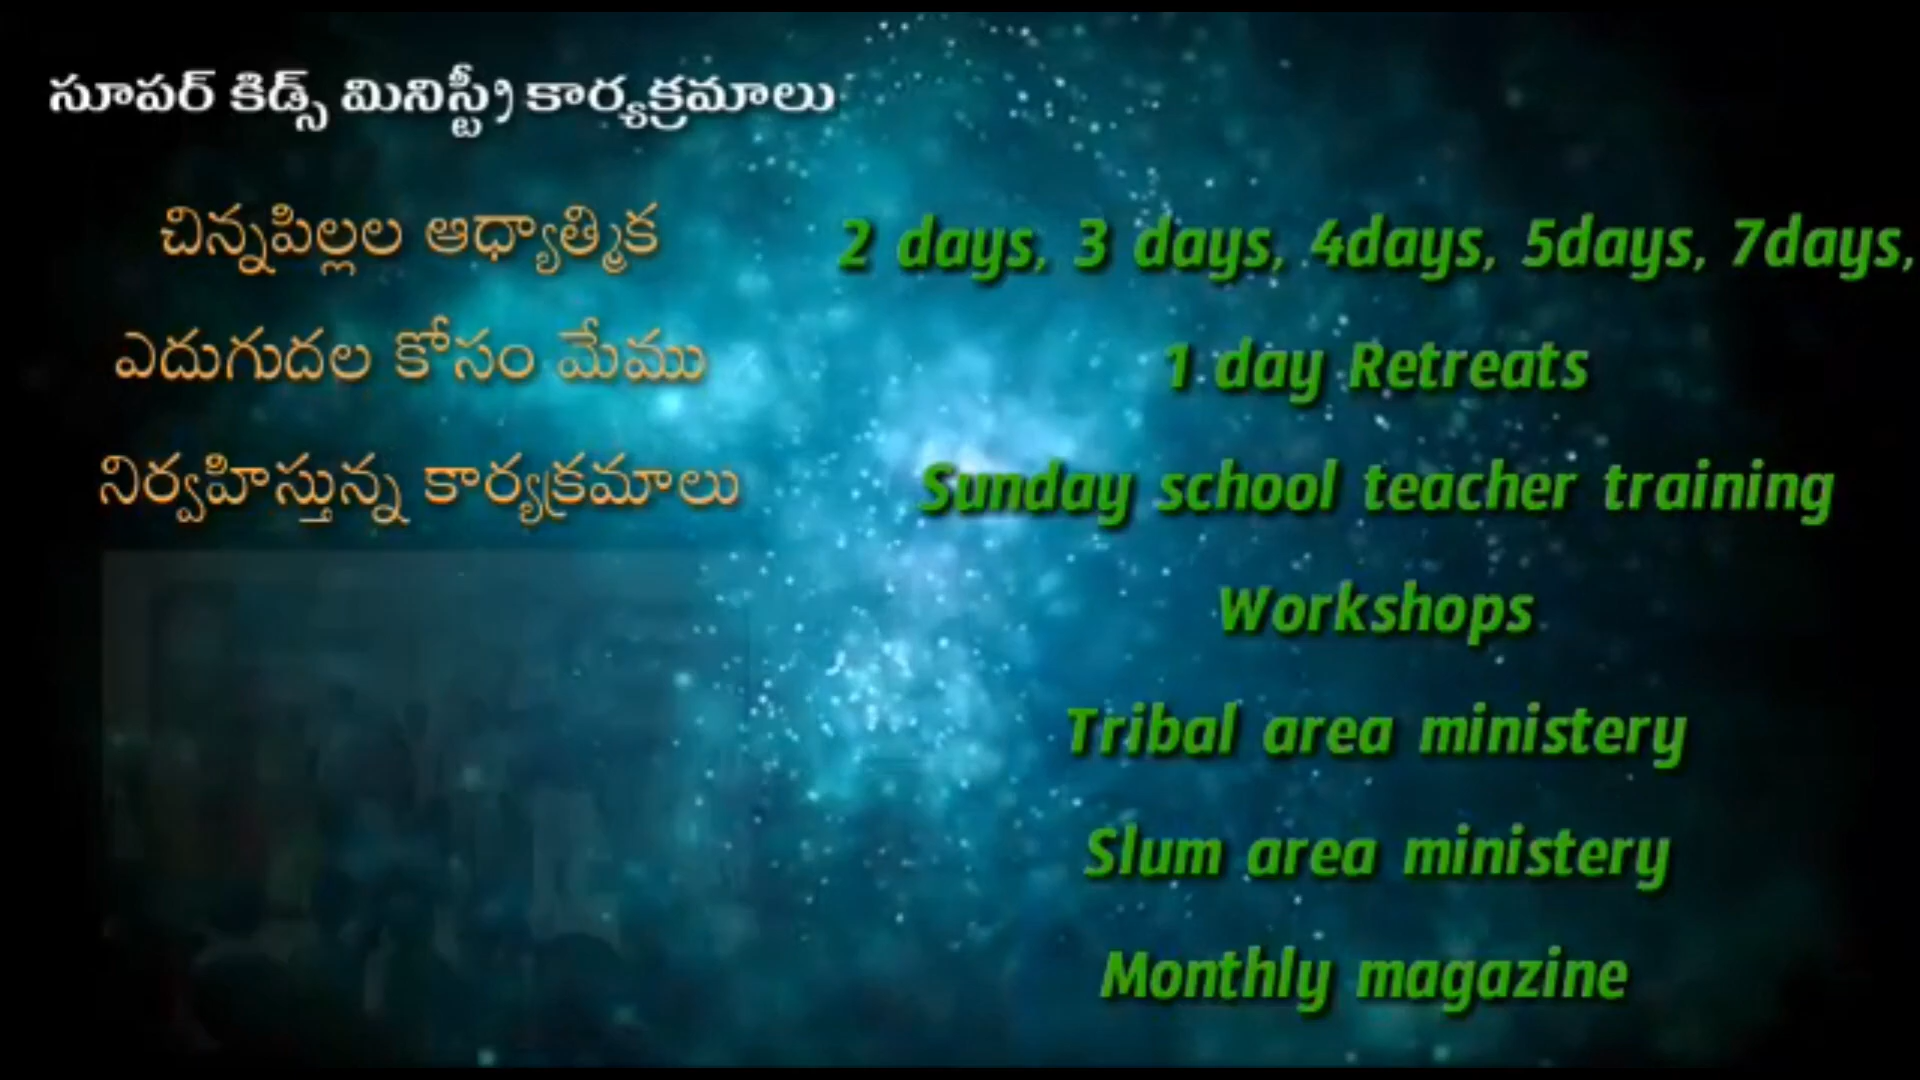 సూపర్ కిడ్స్ మినిస్ట్రీ కార్యక్రమాలు
చిన్నపిల్లల ఆధ్యాత్మిక
ఎదుగుదల కోసం మేము
నిర్వహిస్తున్న కార్యక్రమాలు
2 days, 3 days, 4days, 5days, 7days,
1 day Retreats
Sunday school teacher training
Workshops
Tribal area ministery
Slum area ministery
Monthly magazine